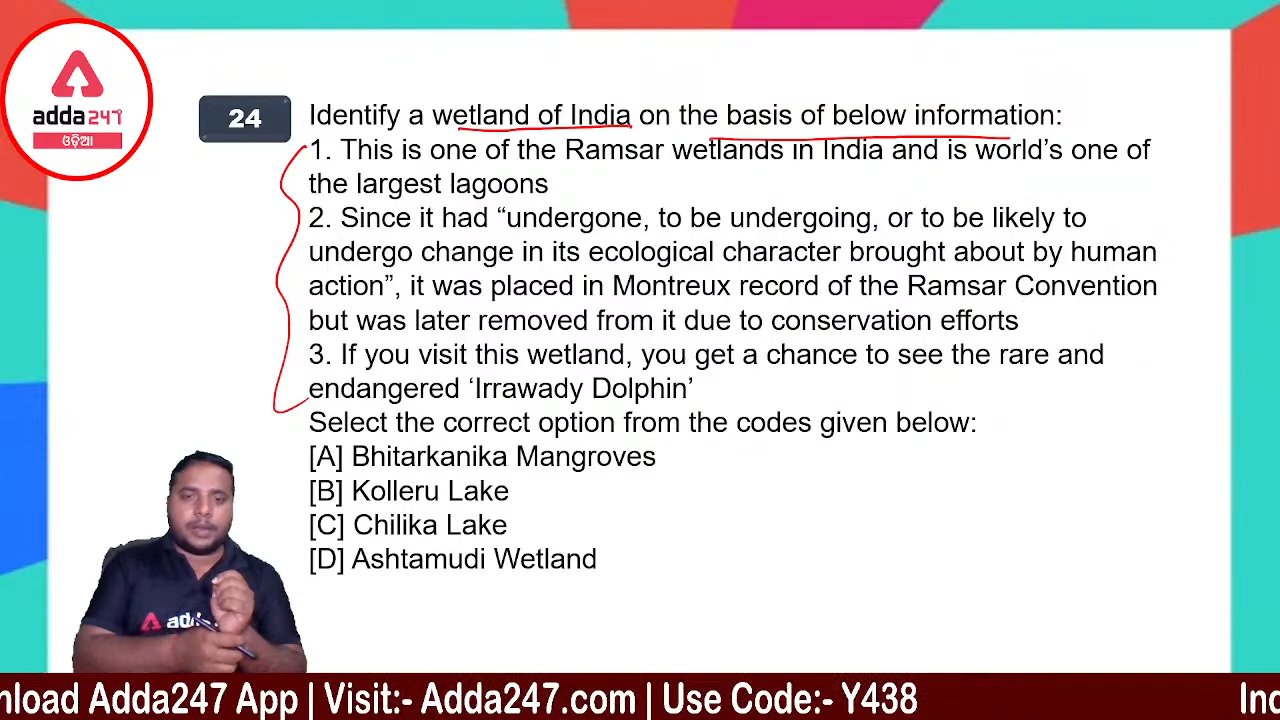 adda247
ଓଡ଼ିଆ
24
Identify a wetland of India on the basis of below information:
1. This is one of the Ramsar wetlands in India and is world's one of
the largest lagoons
2. Since it had “undergone, to be undergoing, or to be likely to
undergo change in its ecological character brought about by human
action”, it was placed in Montreux record of the Ramsar Convention
but was later removed from it due to conservation efforts
3. If you visit this wetland, you get a chance to see the rare and
endangered ‘Irrawady Dolphin’
Select the correct option from the codes given below:
[A] Bhitarkanika Mangroves
[B] Kolleru Lake
[C] Chilika Lake
[D] Ashtamudi Wetland
nload Adda247 App | Visit:- Adda247.com | Use Code:- Y438